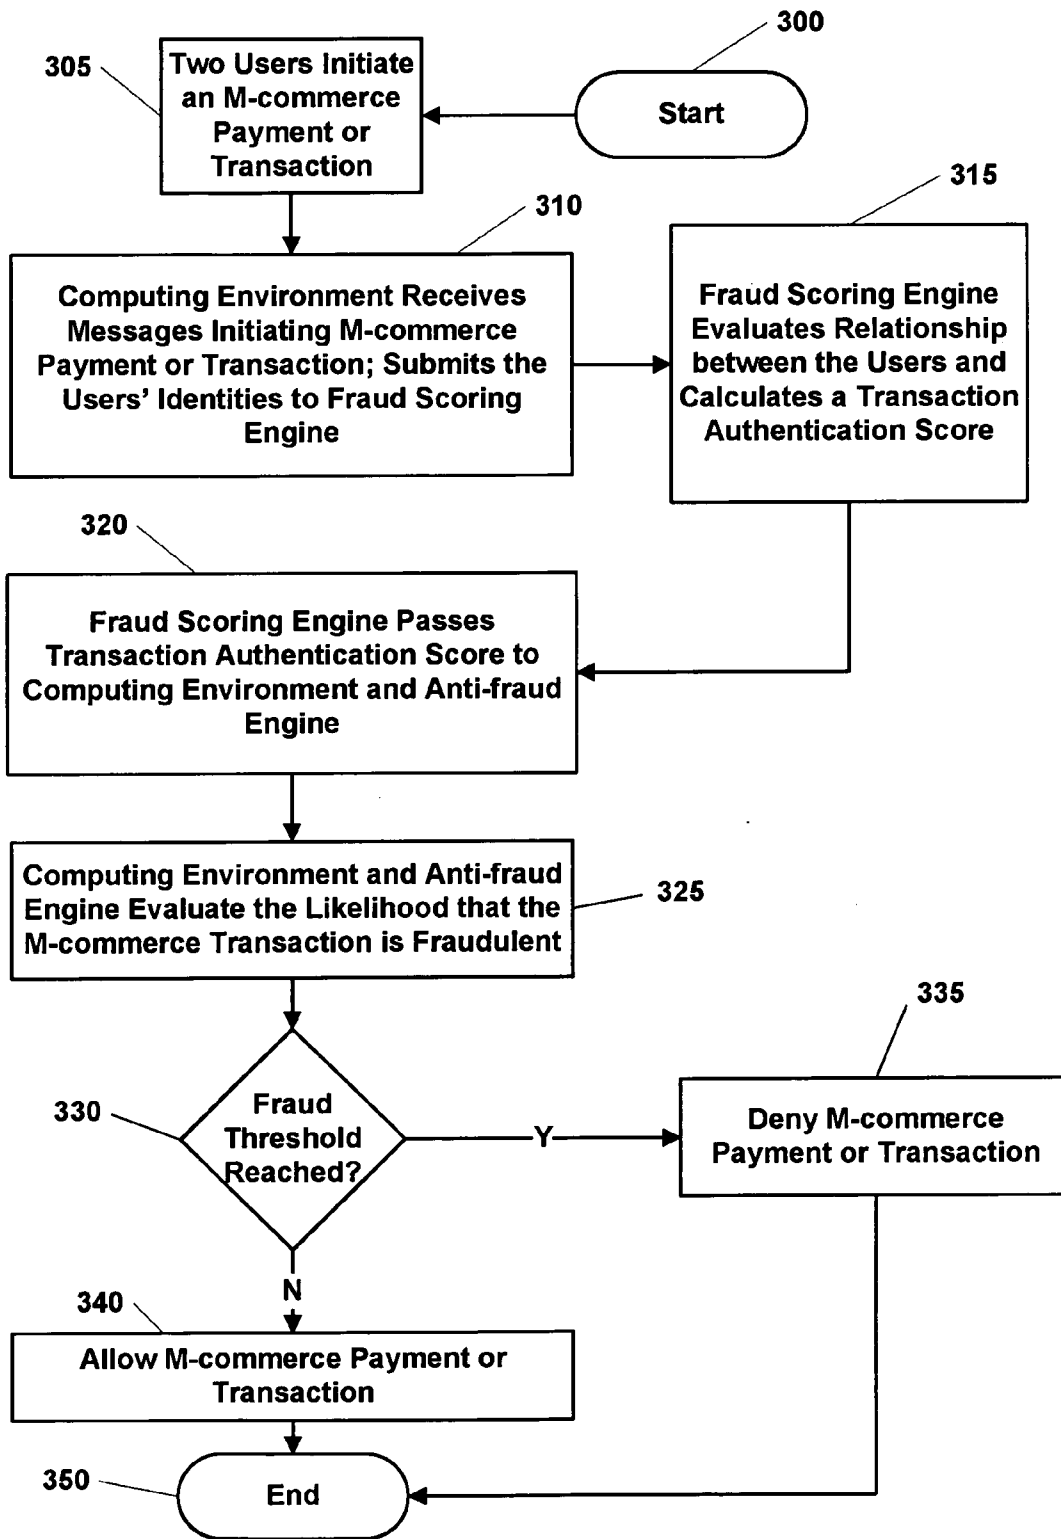 300
Start
305
Two Users Initiate
an M-commerce
Payment or
Transaction
310
Computing Environment Receives
Messages Initiating M-commerce
Payment or Transaction; Submits the
Users' Identities to Fraud Scoring
Engine
315
Fraud Scoring Engine
Evaluates Relationship
between the Users and
Calculates a Transaction
Authentication Score
320
Fraud Scoring Engine Passes
Transaction Authentication Score to
Computing Environment and Anti-fraud
Engine
Computing Environment and Anti-fraud
Engine Evaluate the Likelihood that the
M-commerce Transaction is Fraudulent
325
330
Fraud
Threshold
Reached?
Y
335
Deny M-commerce
Payment or Transaction
N
340
Allow M-commerce Payment or
Transaction
350
End